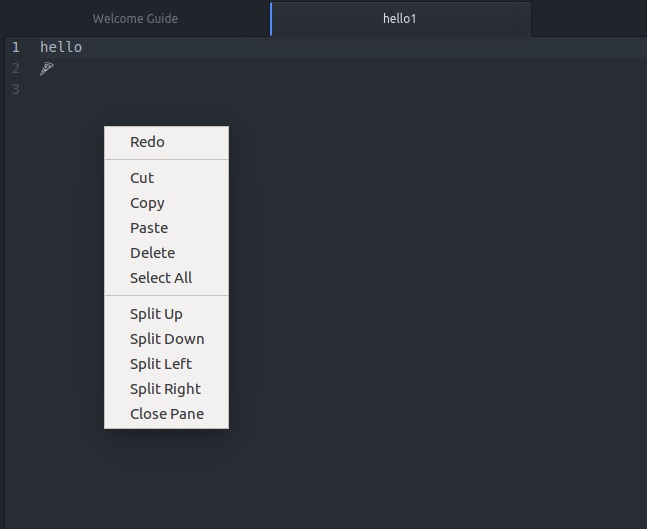 Welcome Guide
hello1
1 hello
2 🍕
3
Redo
Cut
Copy
Paste
Delete
Select All
Split Up
Split Down
Split Left
Split Right
Close Pane